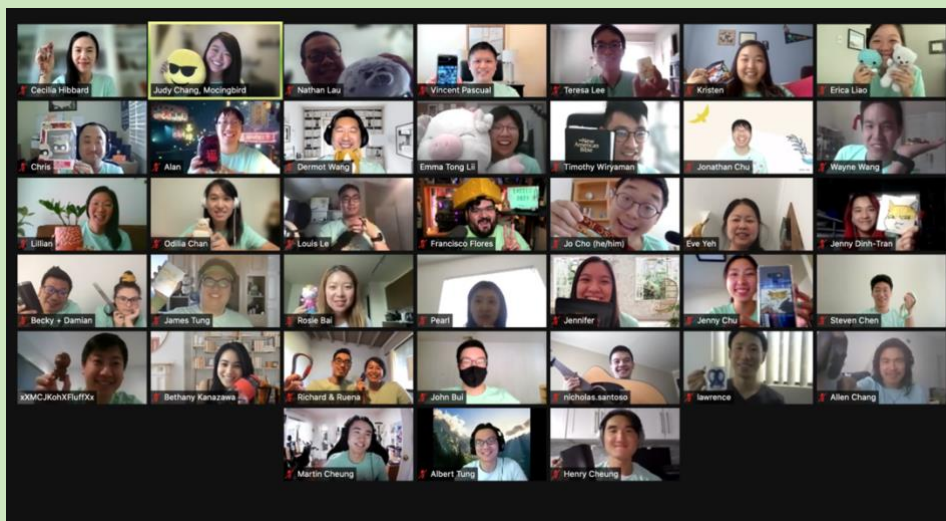 Cecilia Hibbard
Judy Chang, Mocingbird
Nathan Lau
Vincent Pascual
Teresa Lee
Kristen
Erica Liao
Chris
Alan
Dermot Wang
Emma Tong Lii
New American Bible
Timothy Wiryaman
Jonathan Chu
Wayne Wang
Lillian
Odilia Chan
Louis Le
Francisco Flores
Jo Cho (he/him)
Eve Yeh
Jenny Dinh-Tran
Becky + Damian
James Tung
Rosie Bai
Pearl
Jennifer
Jenny Chu
Steven Chen
xXMCJKohXFluffXx
Bethany Kanazawa
Richard & Ruena
John Bui
nicholas.santoso
lawrence
Allen Chang
Martin Cheung
Albert Tung
Henry Cheung